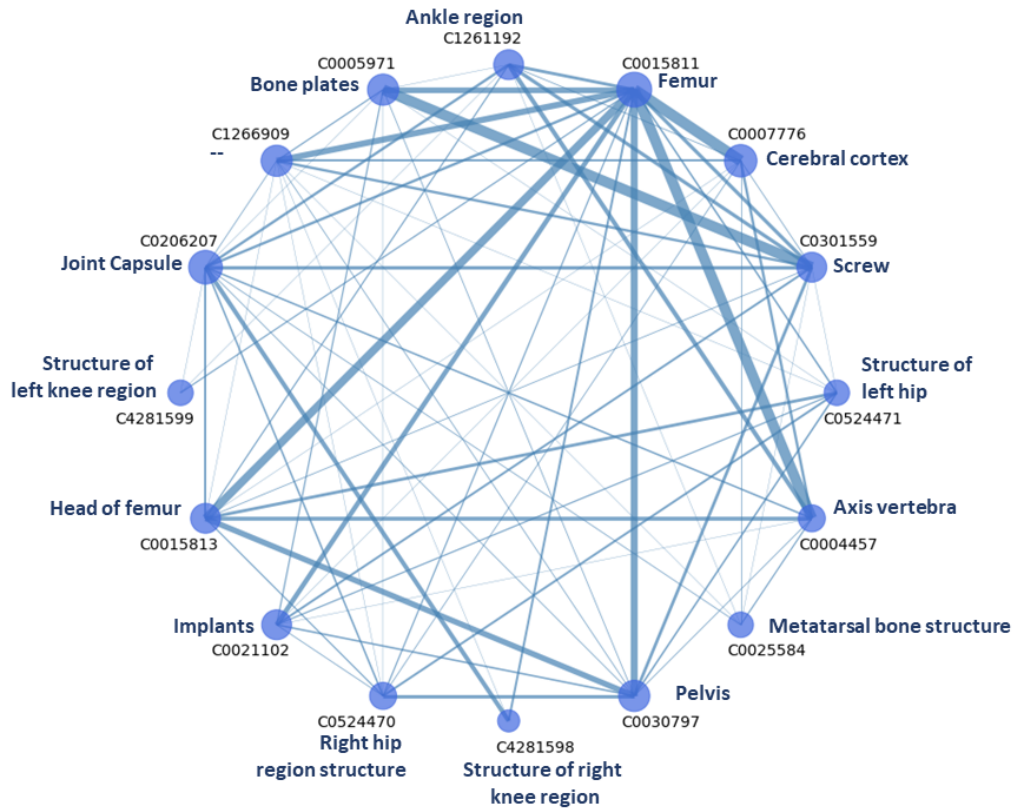 Ankle region
C1261192
C0005971
Bone plates
C0015811
Femur
C1266909
--
C0007776
Cerebral cortex
C0206207
Joint Capsule
C0301559
Screw
Structure of
left knee region
C4281599
Structure of
left hip
C0524471
Head of femur
C0015813
Axis vertebra
C0004457
Implants
C0021102
Metatarsal bone structure
C0025584
C0524470
Right hip
region structure
C4281598
Structure of right
knee region
Pelvis
C0030797